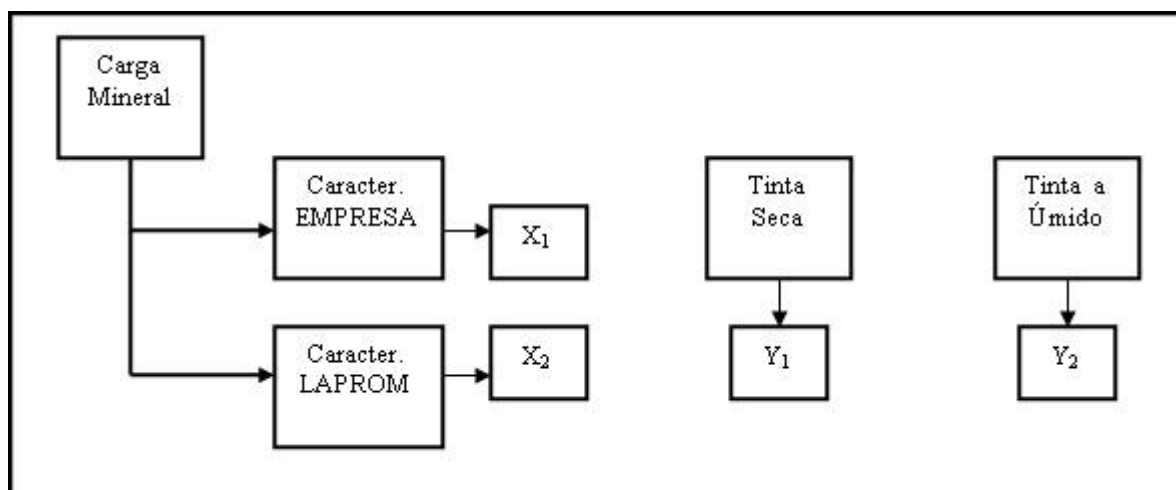 Carga
Mineral
Caracter.
EMPRESA
X1
Caracter.
LAPROM
X2
Tinta
Seca
Y1
Tinta a
Úmido
Y2